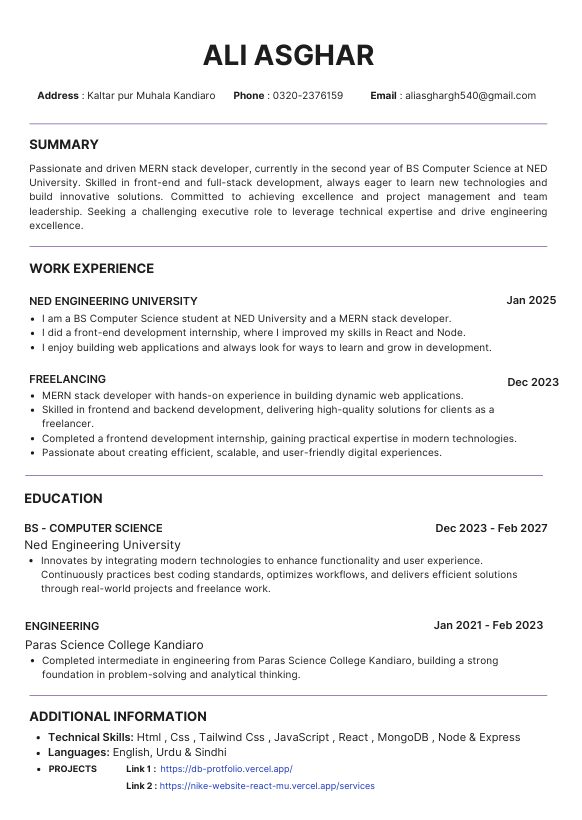 ALI ASGHAR
Address : Kaltar pur Muhala Kandiaro Phone : 0320-2376159 Email : aliasghargh540@gmail.com
SUMMARY
Passionate and driven MERN stack developer, currently in the second year of BS Computer Science at NED
University. Skilled in front-end and full-stack development, always eager to learn new technologies and
build innovative solutions. Committed to achieving excellence and project management and team
leadership. Seeking a challenging executive role to leverage technical expertise and drive engineering
excellence.
WORK EXPERIENCE
NED ENGINEERING UNIVERSITY Jan 2025
• I am a BS Computer Science student at NED University and a MERN stack developer.
• I did a front-end development internship, where I improved my skills in React and Node.
• I enjoy building web applications and always look for ways to learn and grow in development.
FREELANCING Dec 2023
• MERN stack developer with hands-on experience in building dynamic web applications.
• Skilled in frontend and backend development, delivering high-quality solutions for clients as a
freelancer.
• Completed a frontend development internship, gaining practical expertise in modern technologies.
• Passionate about creating efficient, scalable, and user-friendly digital experiences.
EDUCATION
BS - COMPUTER SCIENCE Dec 2023 - Feb 2027
Ned Engineering University
• Innovates by integrating modern technologies to enhance functionality and user experience.
Continuously practices best coding standards, optimizes workflows, and delivers efficient solutions
through real-world projects and freelance work.
ENGINEERING Jan 2021 - Feb 2023
Paras Science College Kandiaro
• Completed intermediate in engineering from Paras Science College Kandiaro, building a strong
foundation in problem-solving and analytical thinking.
ADDITIONAL INFORMATION
• Technical Skills: Html , Css , Tailwind Css , JavaScript , React , MongoDB , Node & Express
• Languages: English, Urdu & Sindhi
• PROJECTS Link 1 : https://db-protfolio.vercel.app/
Link 2 : https://nike-website-react-mu.vercel.app/services